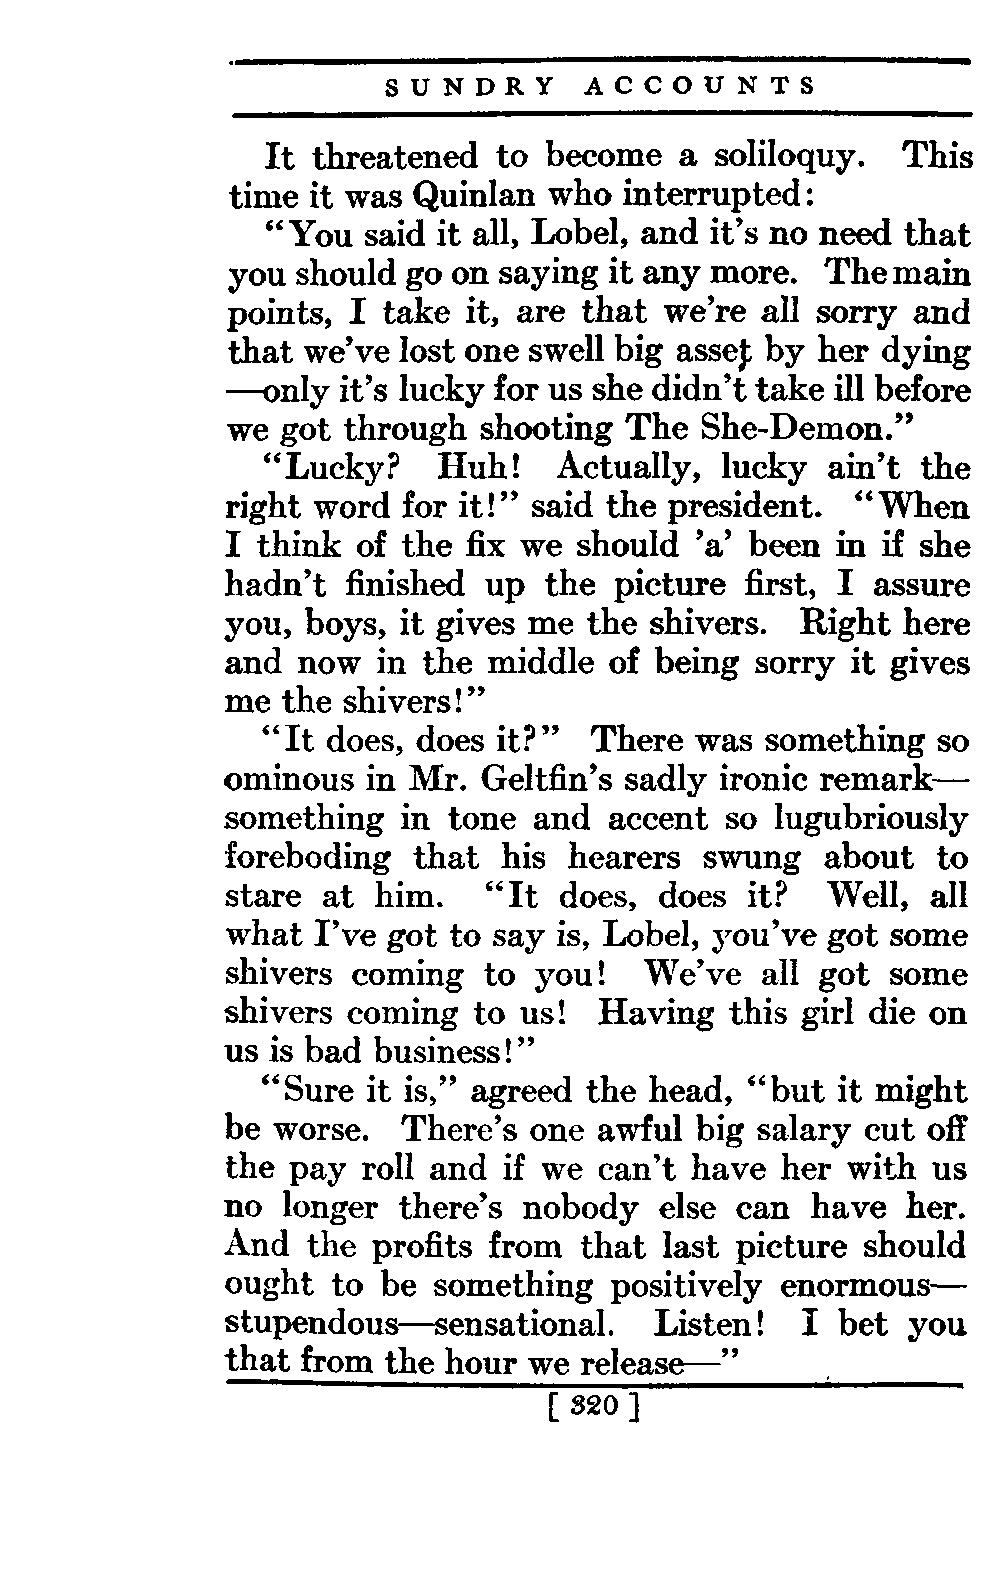 SUNDRY ACCOUNTS
It threatened to become a soliloquy. This
time it was Quinlan who interrupted:
“You said it all, Lobel, and it’s no need that
you should go on saying it any more. The main
points, I take it, are that we’re all sorry and
that we’ve lost one swell big asset by her dying
—only it’s lucky for us she didn’t take ill before
we got through shooting The She-Demon.”
“Lucky? Huh! Actually, lucky ain’t the
right word for it!” said the president. “When
I think of the fix we should ’a’ been in if she
hadn’t finished up the picture first, I assure
you, boys, it gives me the shivers. Right here
and now in the middle of being sorry it gives
me the shivers!”
“It does, does it?” There was something so
ominous in Mr. Geltfin’s sadly ironic remark—
something in tone and accent so lugubriously
foreboding that his hearers swung about to
stare at him. “It does, does it? Well, all
what I’ve got to say is, Lobel, you’ve got some
shivers coming to you! We’ve all got some
shivers coming to us! Having this girl die on
us is bad business!”
“Sure it is,” agreed the head, “but it might
be worse. There’s one awful big salary cut off
the pay roll and if we can’t have her with us
no longer there’s nobody else can have her.
And the profits from that last picture should
ought to be something positively enormous—
stupendous—sensational. Listen! I bet you
that from the hour we release—”
[ 320 ]